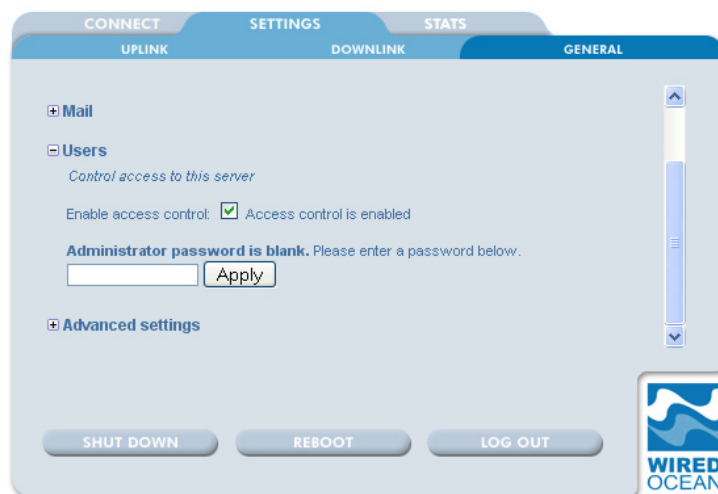 CONNECT SETTINGS STATS
UPLINK DOWNLINK GENERAL
Mail
Users
Control access to this server
Enable access control: Access control is enabled
Administrator password is blank. Please enter a password below.
Apply
Advanced settings
SHUT DOWN REBOOT LOG OUT
WIRED
OCEAN